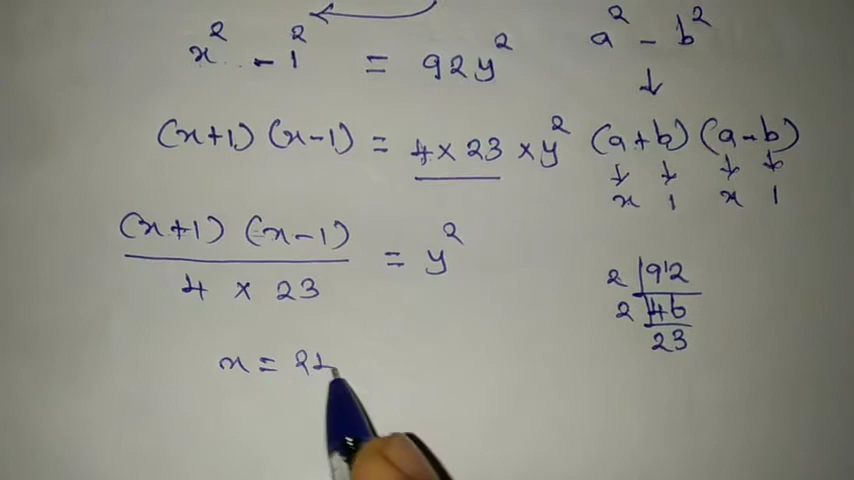 x² - 1² = 92y²
(x+1) (x-1) = 4 × 23 × y²
(x+1) (x-1) / 4 × 23 = y²
x = 24
a² - b²
↓
(a+b) (a-b)
↓ ↓ ↓ ↓
x 1 x 1
2 | 92
2 | 46
23